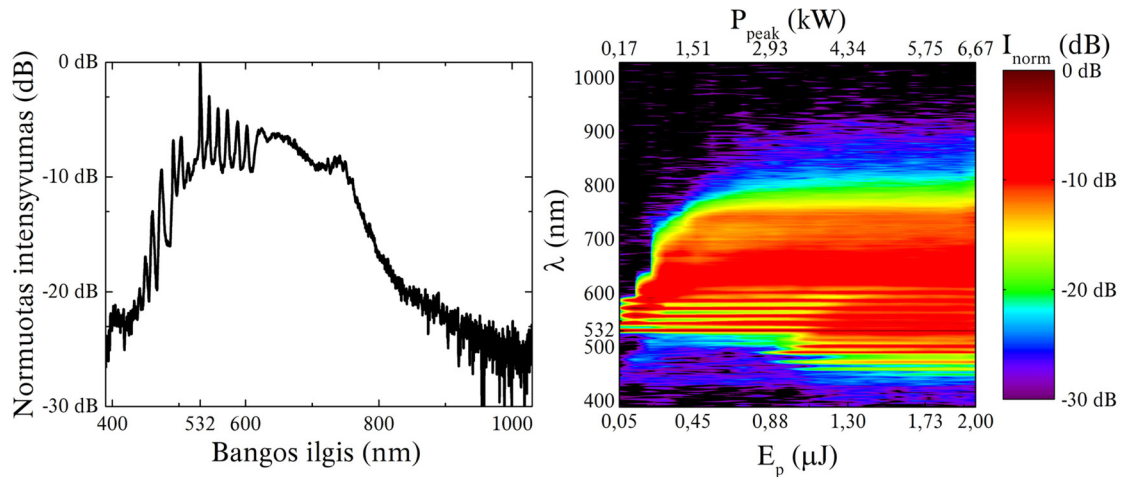 Normuotas intensyvumas (dB)
0 dB
-10 dB
-20 dB
-30 dB
400 532 600 800 1000
Bangos ilgis (nm)
P_peak (kW)
0,17 1,51 2,93 4,34 5,75 6,67
λ (nm)
1000
900
800
700
600
532
500
400
0,05 0,45 0,88 1,30 1,73 2,00
E_p (μJ)
I_norm (dB)
0 dB
-10 dB
-20 dB
-30 dB